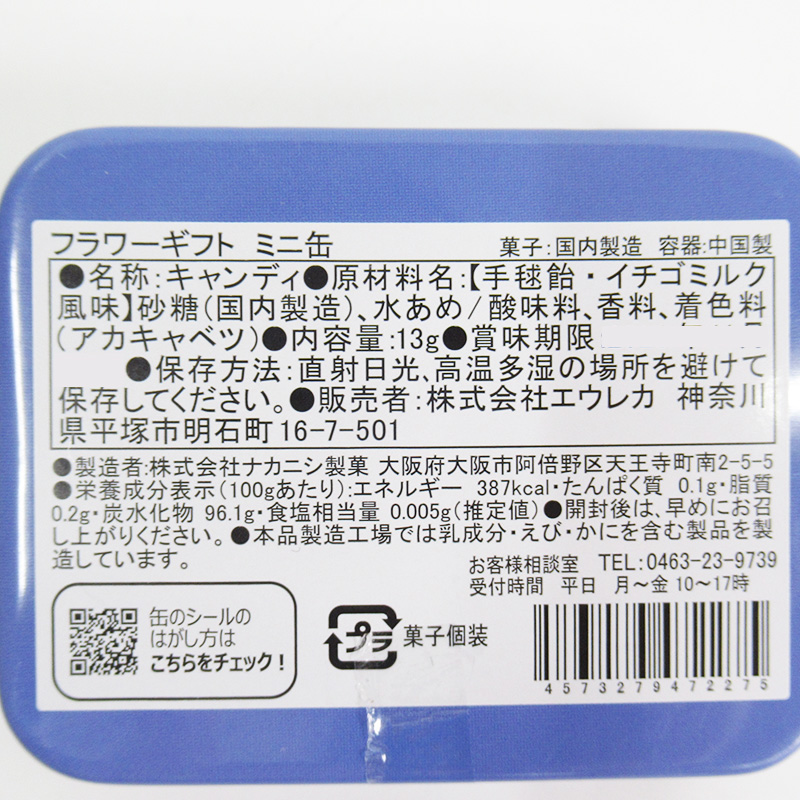 フラワーギフト ミニ缶 菓子:国内製造 容器:中国製
●名称:キャンディ●原材料名:【手毬飴・イチゴミルク
風味】砂糖(国内製造)、水あめ/酸味料、香料、着色料
(アカキャベツ)●内容量:13g●賞味期限
●保存方法:直射日光、高温多湿の場所を避けて
保存してください。●販売者:株式会社エウレカ 神奈川
県平塚市明石町16-7-501
●製造者:株式会社ナカニシ製菓 大阪府大阪市阿倍野区天王寺町南2-5-5
●栄養成分表示(100gあたり):エネルギー 387kcal・たんぱく質 0.1g・脂質
0.2g・炭水化物 96.1g・食塩相当量 0.005g(推定値)●開封後は、早めにお召
し上がりください。●本品製造工場では乳成分・えび・かにを含む製品を製
造しています。
お客様相談室 TEL:0463-23-9739
受付時間 平日 月～金 10～17時
缶のシールの
はがし方は
こちらをチェック!
プラ 菓子個装
4573279472275